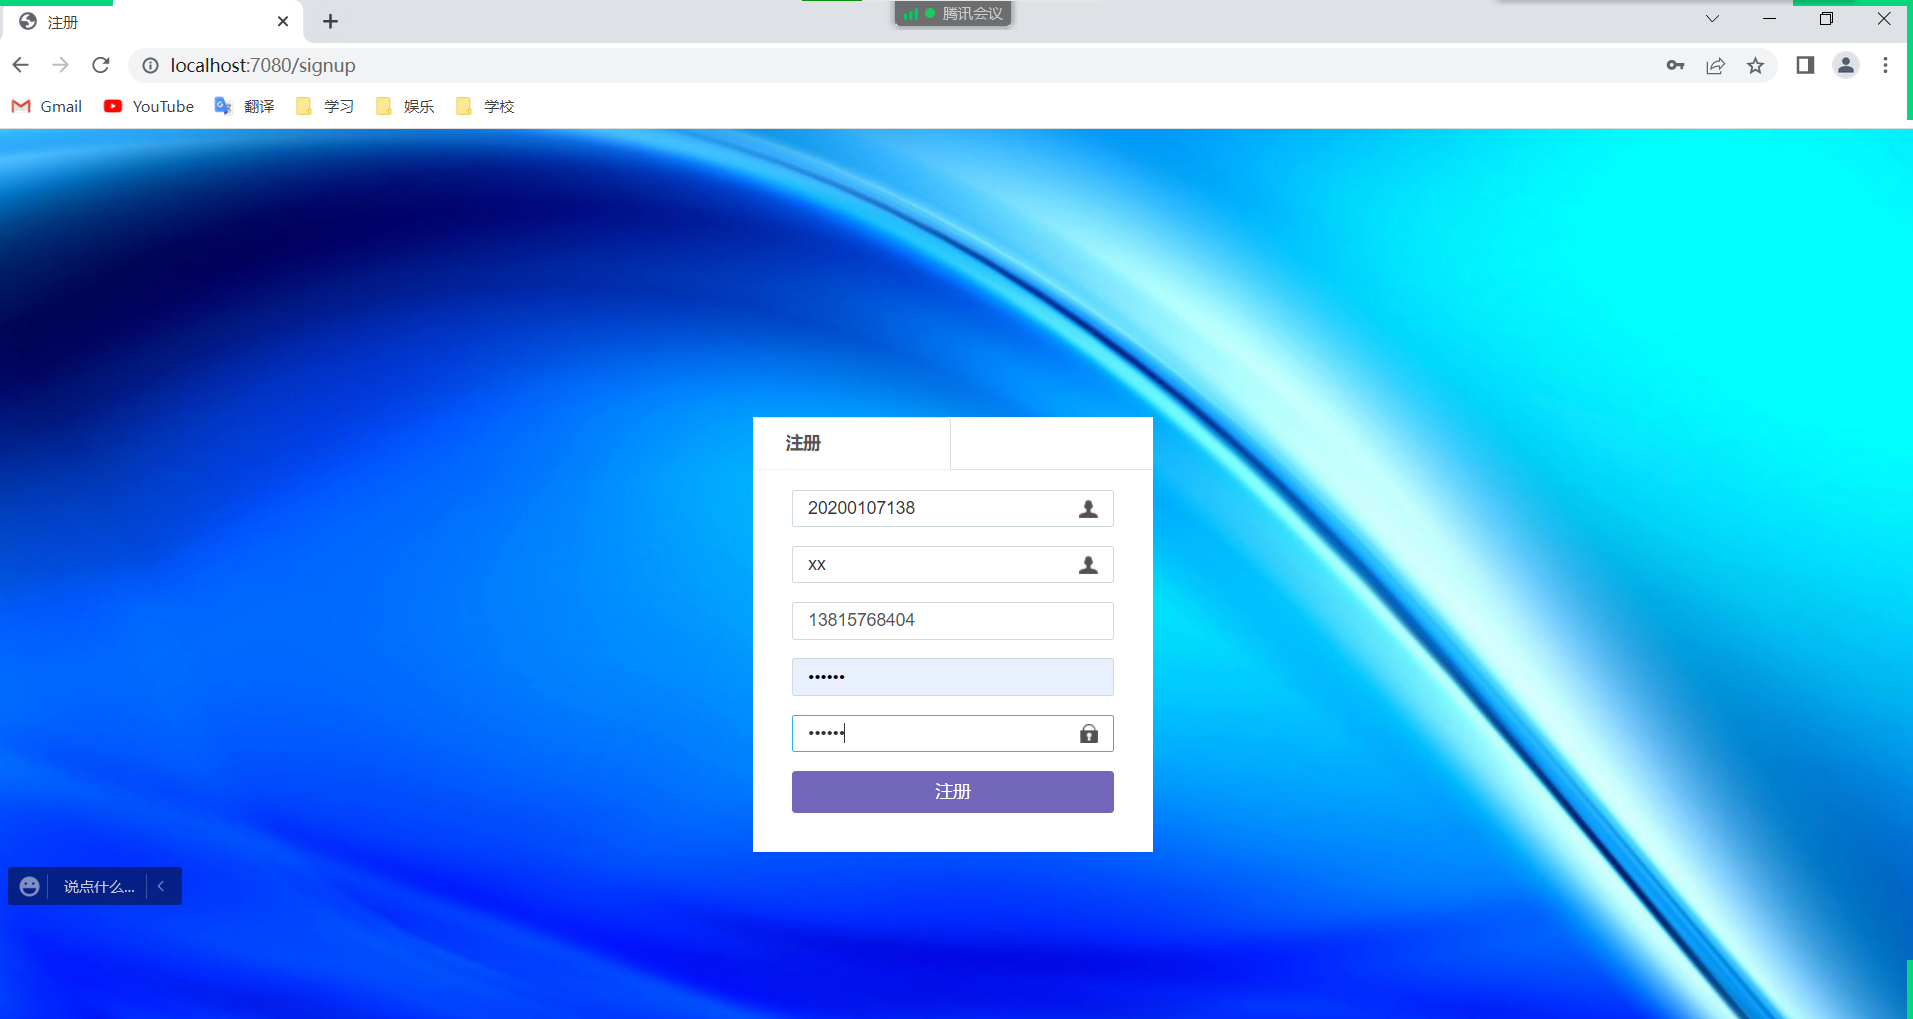 注册
腾讯会议
localhost:7080/signup
Gmail
YouTube
翻译
学习
娱乐
学校
注册
20200107138
xx
13815768404
••••••
••••••
注册
说点什么...